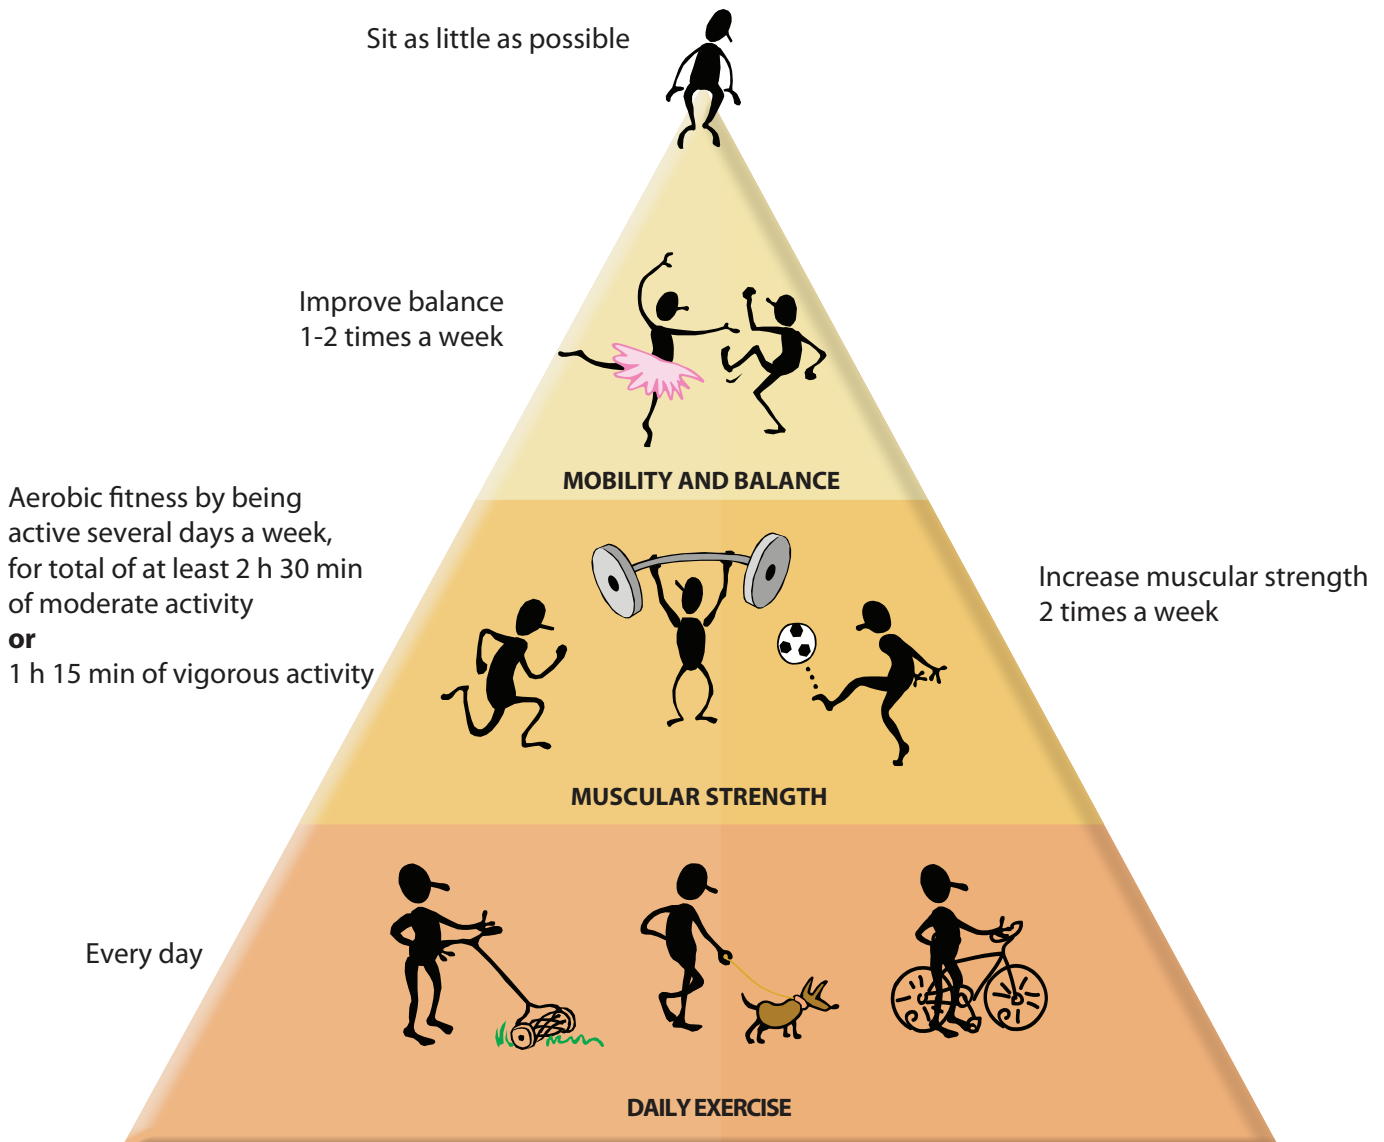 Sit as little as possible
Improve balance
1-2 times a week
MOBILITY AND BALANCE
Aerobic fitness by being
active several days a week,
for total of at least 2 h 30 min
of moderate activity
or
1 h 15 min of vigorous activity
Increase muscular strength
2 times a week
MUSCULAR STRENGTH
Every day
DAILY EXERCISE